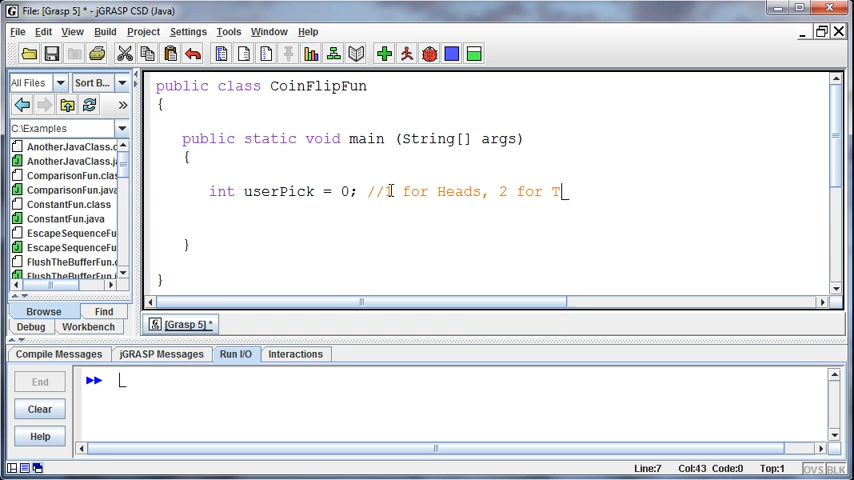 File: [Grasp 5] * - jGRASP CSD (Java)
File Edit View Build Project Settings Tools Window Help
All Files Sort B...
C:\Examples
AnotherJavaClass.c
AnotherJavaClass.ja
ComparisonFun.clas
ComparisonFun.java
ConstantFun.class
ConstantFun.java
EscapeSequenceFu
EscapeSequenceFu
FlushTheBufferFun.c
FlushTheBufferFun.j
Browse Find
Debug Workbench
public class CoinFlipFun
{
public static void main (String[] args)
{
int userPick = 0; //1 for Heads, 2 for T
}
}
[Grasp 5] *
Compile Messages jGRASP Messages Run I/O Interactions
End
Clear
Help
Line:7 Col:43 Code:0 Top:1 OVS BLK